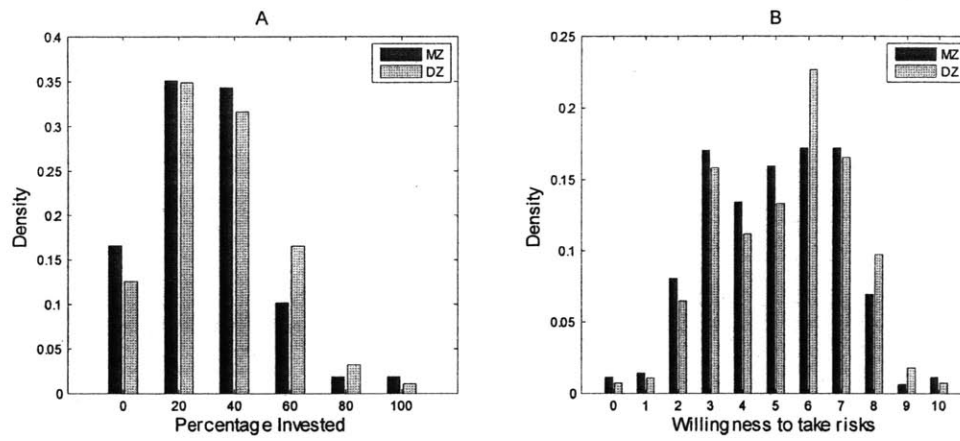 A
0.4
0.35
0.3
0.25
0.2
0.15
0.1
0.05
0
Density
MZ
DZ
0 20 40 60 80 100
Percentage Invested
B
0.25
0.2
0.15
0.1
0.05
0
Density
MZ
DZ
0 1 2 3 4 5 6 7 8 9 10
Willingness to take risks